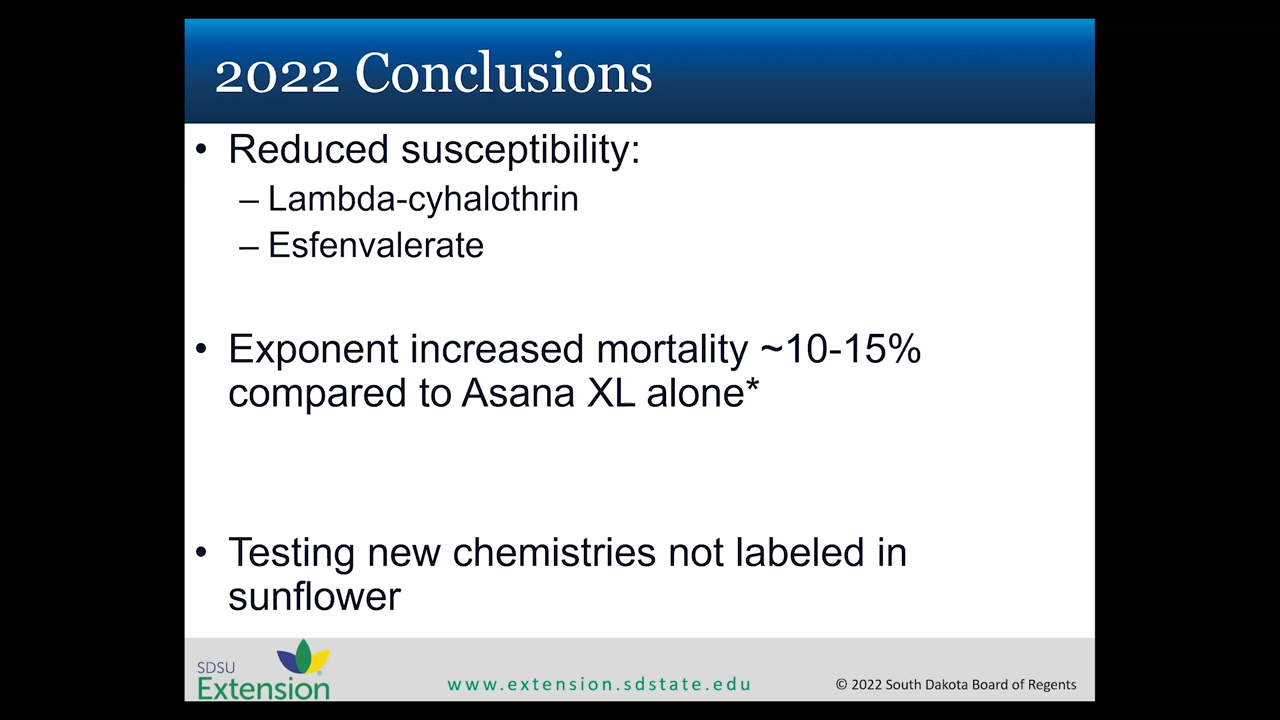 2022 Conclusions
• Reduced susceptibility:
– Lambda-cyhalothrin
– Esfenvalerate
• Exponent increased mortality ~10-15%
compared to Asana XL alone*
• Testing new chemistries not labeled in
sunflower
SDSU
Extension
www.extension.sdstate.edu
© 2022 South Dakota Board of Regents